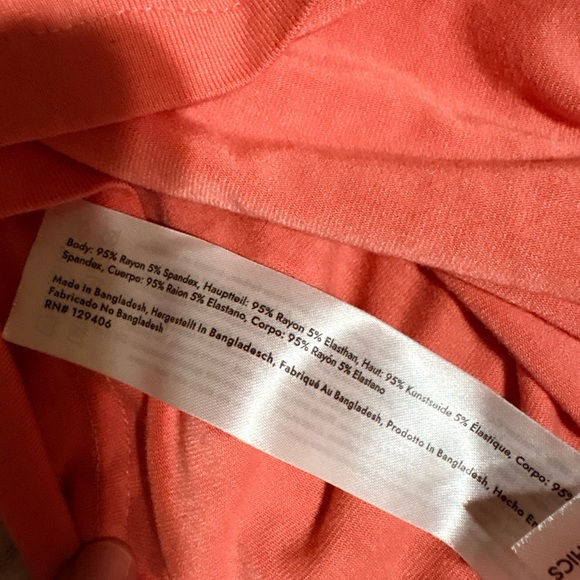 Body: 95% Rayon 5% Spandex, Hauptteil: 95% Rayon 5% Elasthan, Haut: 95% Kunstseide 5% Élastique, Corpo: 95%
Spandex, Cuerpo: 95% Raion 5% Elastano, Corpo: 95% Rayón 5% Elastano
Made In Bangladesh, Hergestellt In Bangladesch, Fabriqué Au Bangladesh, Prodotto In Bangladesh, Hecho En
Fabricado No Bangladesh
RN# 129406